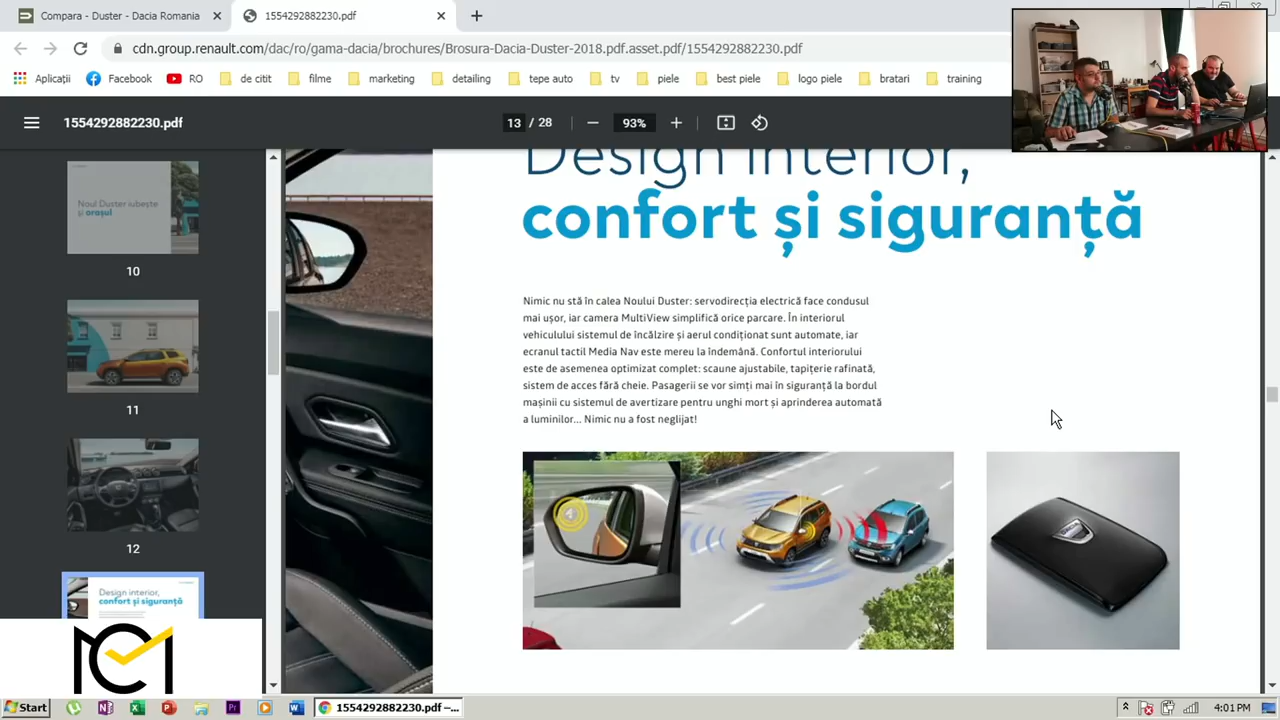 Compara - Duster - Dacia Romania
1554292882230.pdf
cdn.group.renault.com/dac/ro/gama-dacia/brochures/Brosura-Dacia-Duster-2018.pdf.asset.pdf/1554292882230.pdf
Aplicații
Facebook
RO
de citit
filme
marketing
detailing
tepe auto
tv
piele
best piele
logo piele
bratari
training
1554292882230.pdf
13 / 28
93%
Noul Duster iubește
și orașul
10
11
12
Design interior,
confort și siguranță
Design interior,
confort și siguranță
Nimic nu stă în calea Noului Duster: servodirecția electrică face condusul
mai ușor, iar camera MultiView simplifică orice parcare. În interiorul
vehiculului sistemul de încălzire și aerul condiționat sunt automate, iar
ecranul tactil Media Nav este mereu la îndemână. Confortul interiorului
este de asemenea optimizat complet: scaune ajustabile, tapițerie rafinată,
sistem de acces fără cheie. Pasagerii se vor simți mai în siguranță la bordul
mașinii cu sistemul de avertizare pentru unghi mort și aprinderea automată
a luminilor... Nimic nu a fost neglijat!
MC
Start
1554292882230.pdf –...
4:01 PM